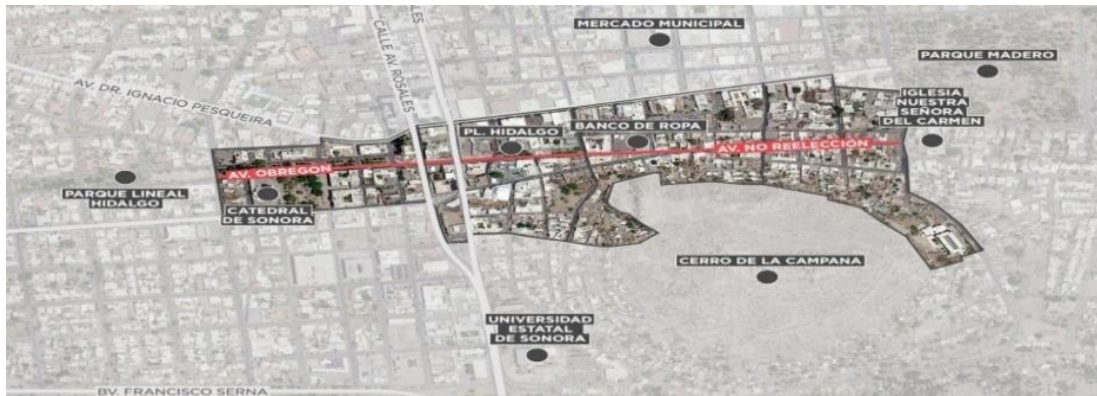 MERCADO MUNICIPAL
CALLE AV. ROSALES
PARQUE MADERO
AV. DR. IGNACIO PESQUEIRA
IGLESIA
NUESTRA
SEÑORA
DEL CARMEN
PL. HIDALGO
BANCO DE ROPA
AV. NO REELECCIÓN
AV. OBREGON
PARQUE LINEAL
HIDALGO
CATEDRAL
DE SONORA
CERRO DE LA CAMPANA
UNIVERSIDAD
ESTATAL
DE SONORA
BV. FRANCISCO SERNA